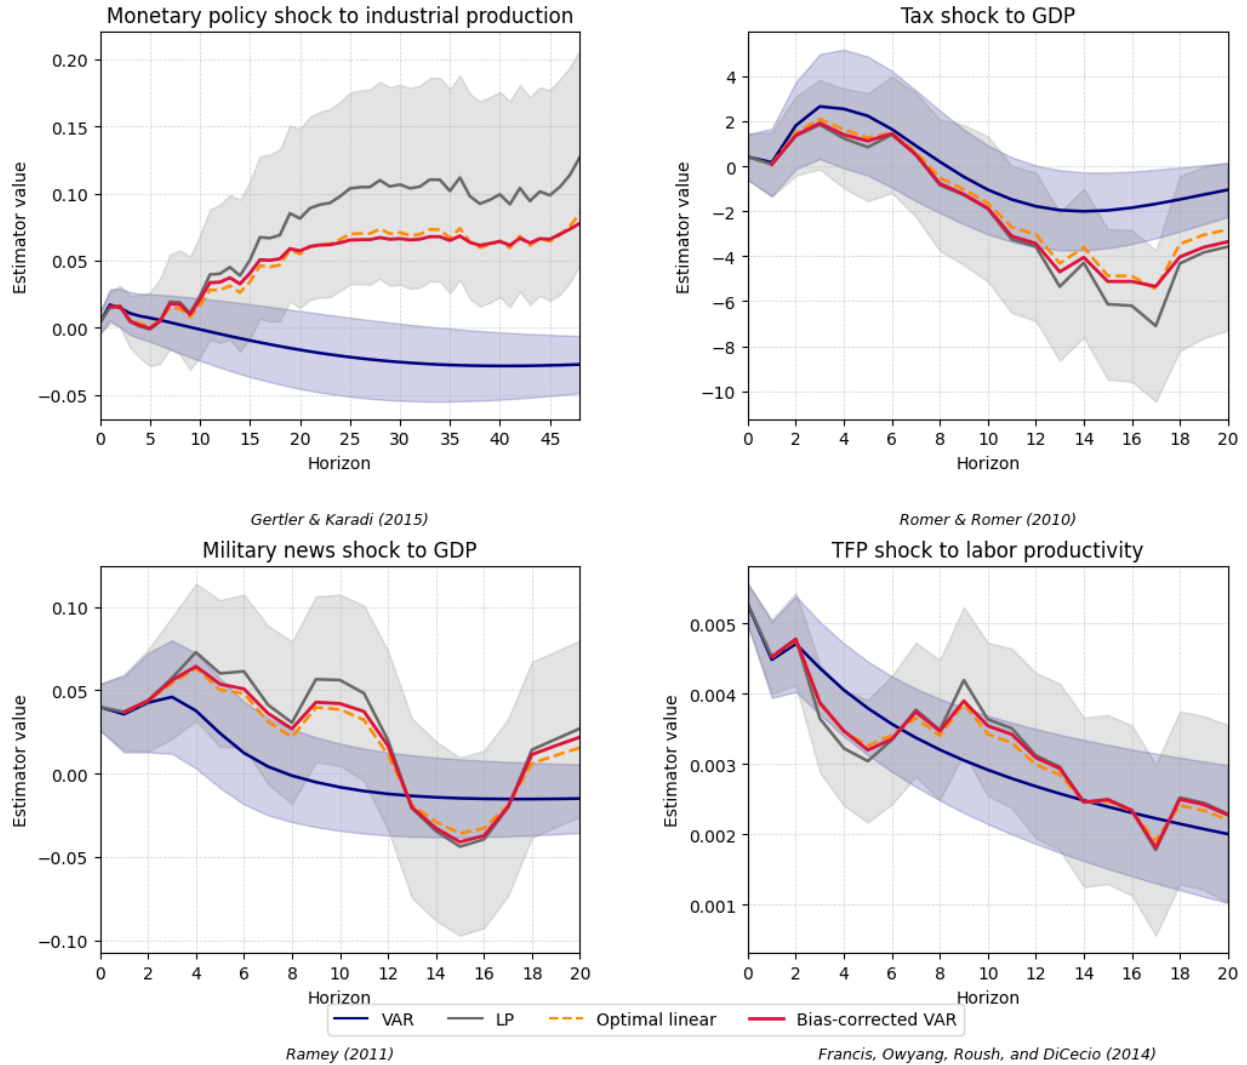 Monetary policy shock to industrial production
Estimator value
0.20
0.15
0.10
0.05
0.00
−0.05
0 5 10 15 20 25 30 35 40 45
Horizon
Gertler & Karadi (2015)
Tax shock to GDP
Estimator value
4
2
0
−2
−4
−6
−8
−10
0 2 4 6 8 10 12 14 16 18 20
Horizon
Romer & Romer (2010)
Military news shock to GDP
Estimator value
0.10
0.05
0.00
−0.05
−0.10
0 2 4 6 8 10 12 14 16 18 20
Horizon
TFP shock to labor productivity
Estimator value
0.005
0.004
0.003
0.002
0.001
0 2 4 6 8 10 12 14 16 18 20
Horizon
VAR LP Optimal linear Bias-corrected VAR
Ramey (2011)
Francis, Owyang, Roush, and DiCecio (2014)